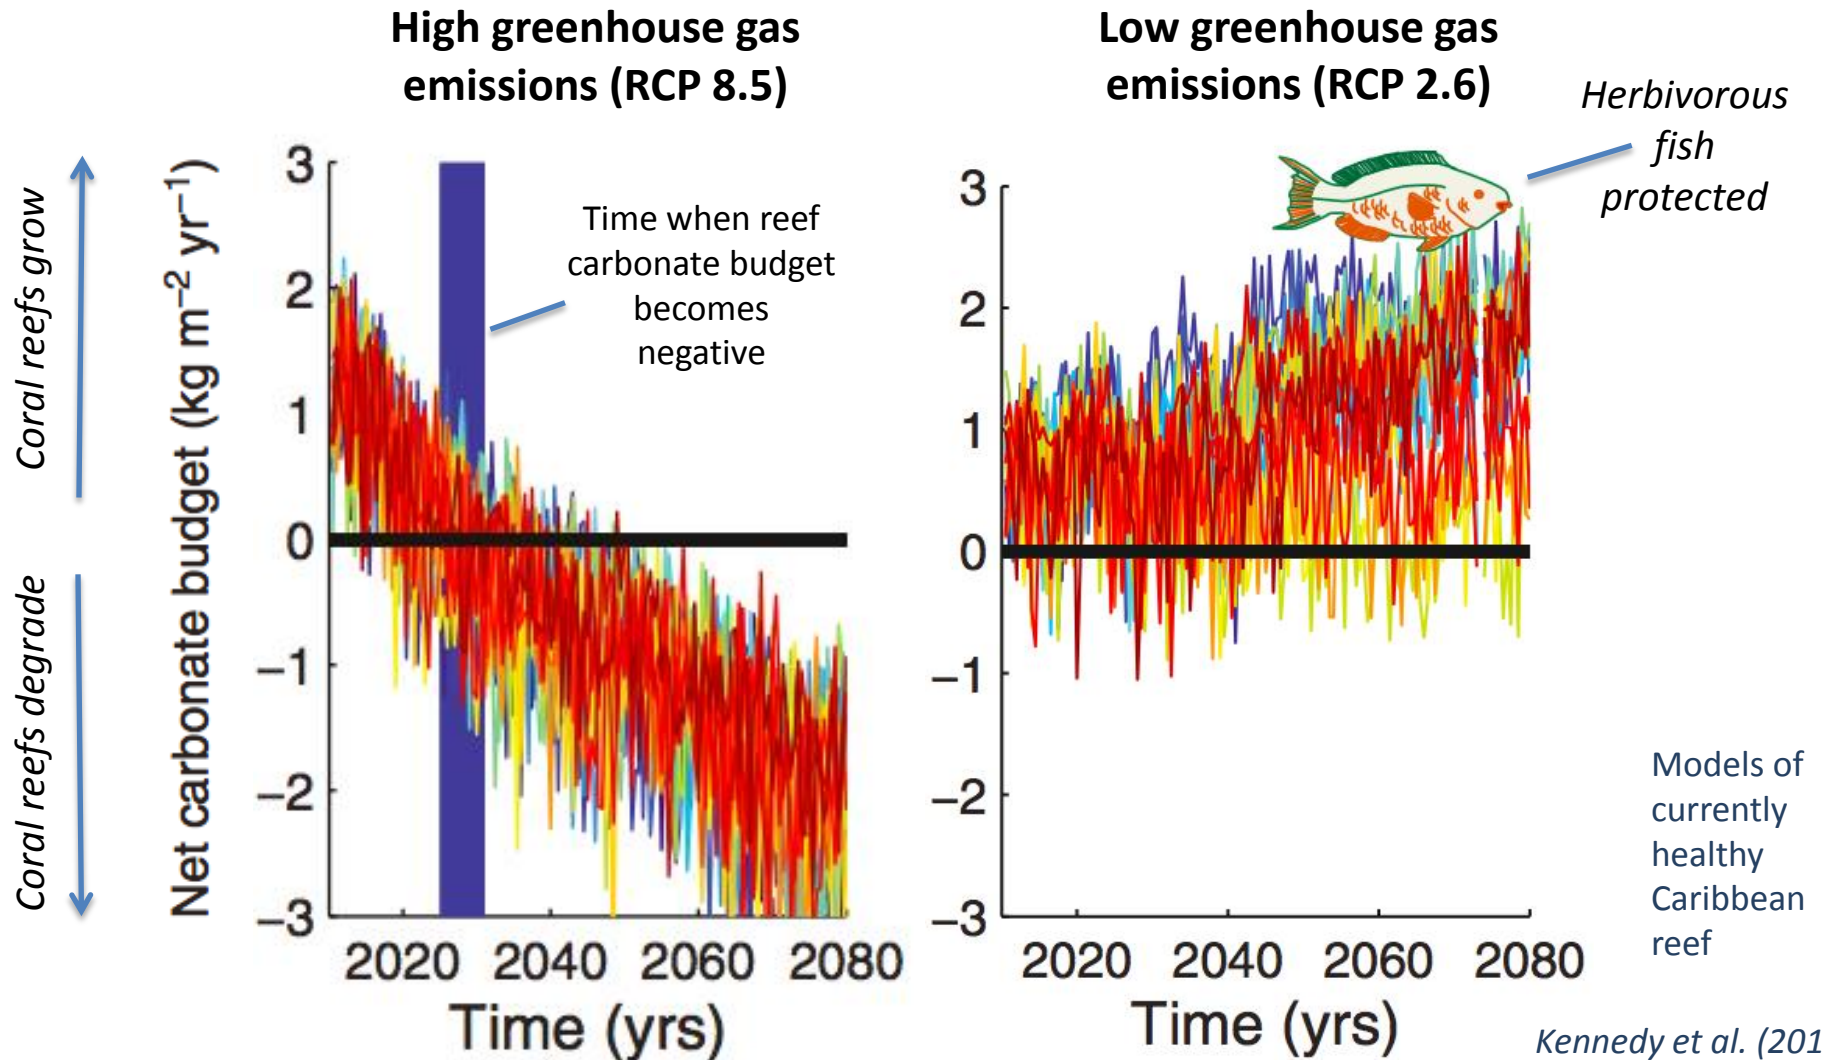 High greenhouse gas
emissions (RCP 8.5)
Low greenhouse gas
emissions (RCP 2.6)
Herbivorous
fish
protected
Coral reefs grow
Coral reefs degrade
Net carbonate budget (kg m−2 yr−1)
3
2
1
0
−1
−2
−3
Time when reef
carbonate budget
becomes
negative
2020 2040 2060 2080
Time (yrs)
3
2
1
0
−1
−2
−3
2020 2040 2060 2080
Time (yrs)
Models of
currently
healthy
Caribbean
reef
Kennedy et al. (201